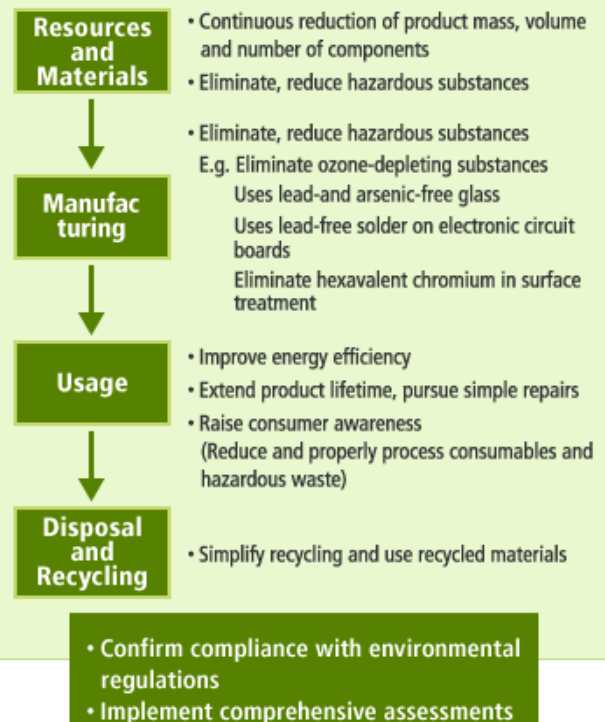 Resources
and
Materials
• Continuous reduction of product mass, volume
and number of components
• Eliminate, reduce hazardous substances
Manufac
turing
• Eliminate, reduce hazardous substances
E.g. Eliminate ozone-depleting substances
Uses lead-and arsenic-free glass
Uses lead-free solder on electronic circuit
boards
Eliminate hexavalent chromium in surface
treatment
Usage
• Improve energy efficiency
• Extend product lifetime, pursue simple repairs
• Raise consumer awareness
(Reduce and properly process consumables and
hazardous waste)
Disposal
and
Recycling
• Simplify recycling and use recycled materials
• Confirm compliance with environmental
regulations
• Implement comprehensive assessments